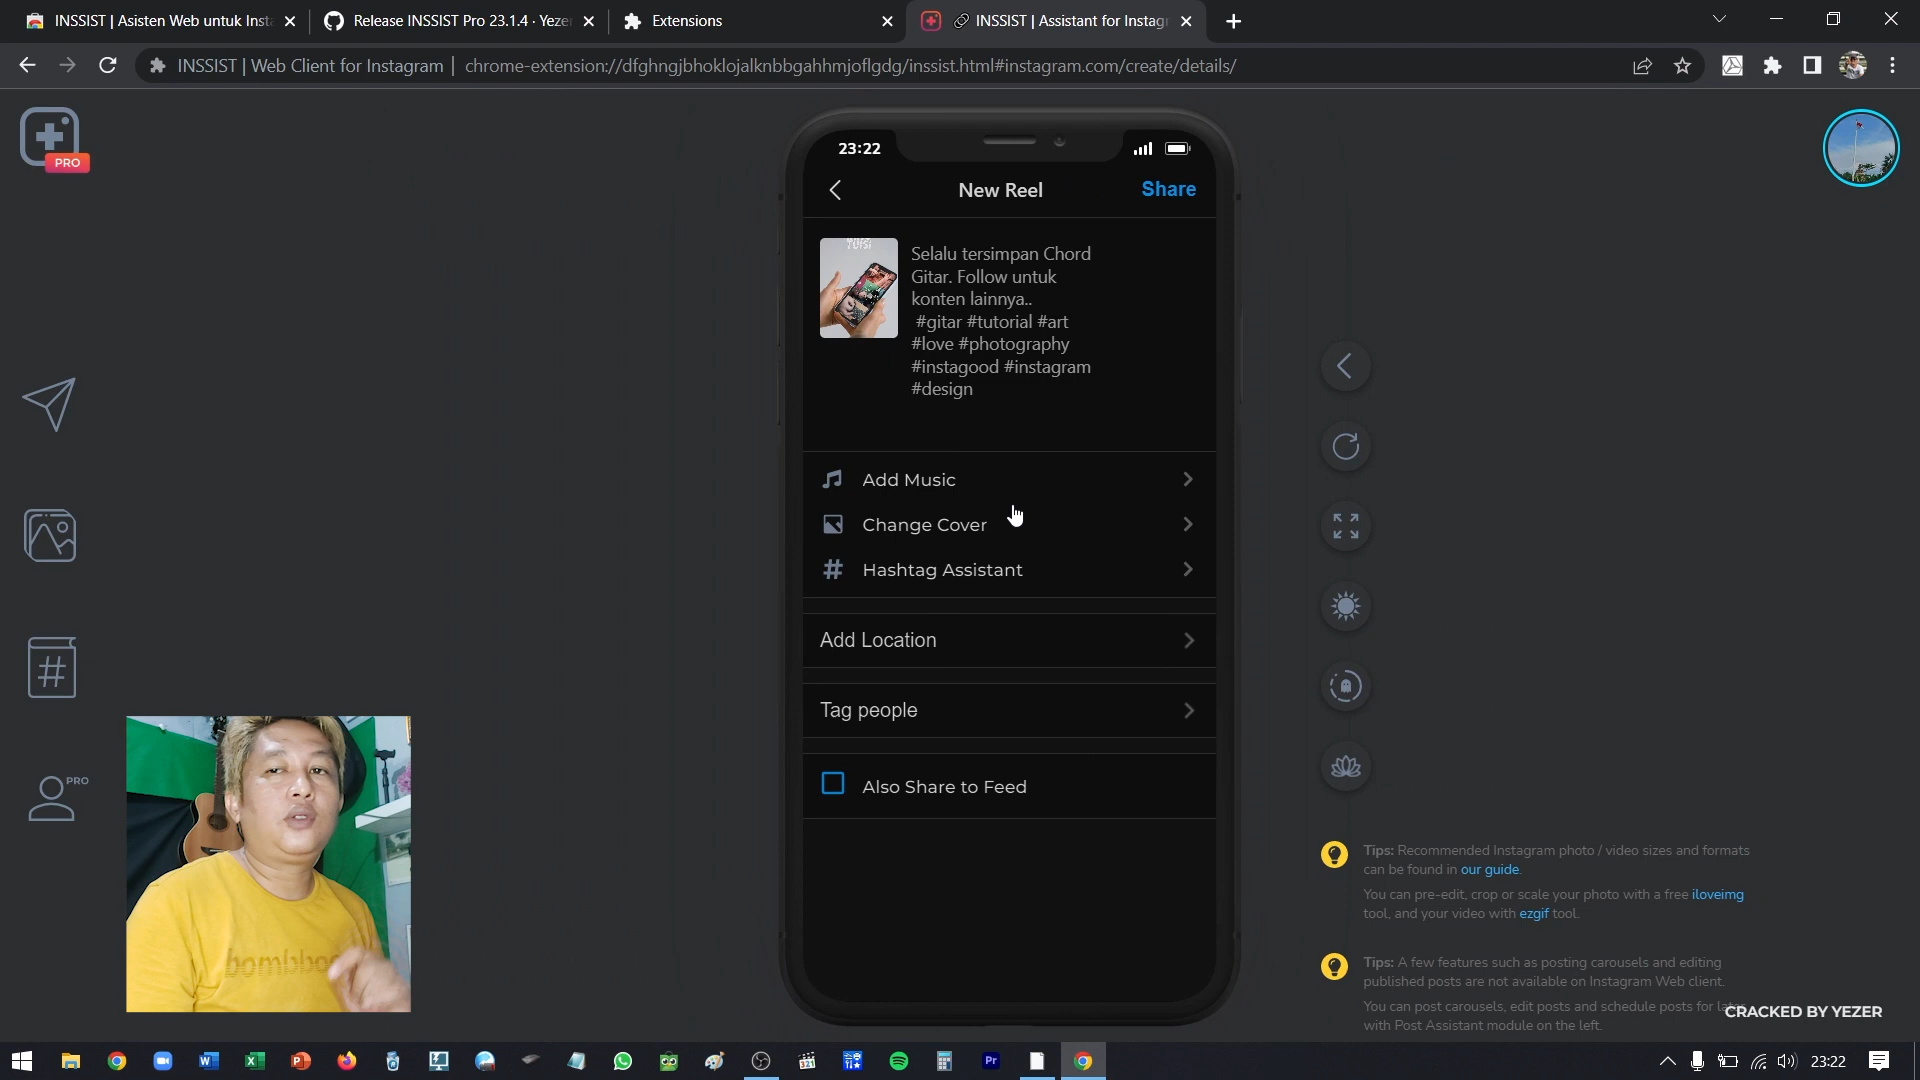 INSSIST | Asisten Web untuk Inst
Release INSSIST Pro 23.1.4 · Yeze
Extensions
INSSIST | Assistant for Instag
INSSIST | Web Client for Instagram | chrome-extension://dfghngjbhoklojalknbbgahhmjoflgdg/inssist.html#instagram.com/create/details/
PRO
23:22
New Reel
Share
Selalu tersimpan Chord
Gitar. Follow untuk
konten lainnya..
#gitar #tutorial #art
#love #photography
#instagood #instagram
#design
Add Music
Change Cover
# Hashtag Assistant
Add Location
Tag people
Also Share to Feed
PRO
Tips: Recommended Instagram photo / video sizes and formats
can be found in our guide.
You can pre-edit, crop or scale your photo with a free iloveimg
tool, and your video with ezgif tool.
Tips: A few features such as posting carousels and editing
published posts are not available on Instagram Web client.
You can post carousels, edit posts and schedule posts for
with Post Assistant module on the left.
CRACKED BY YEZER
23:22